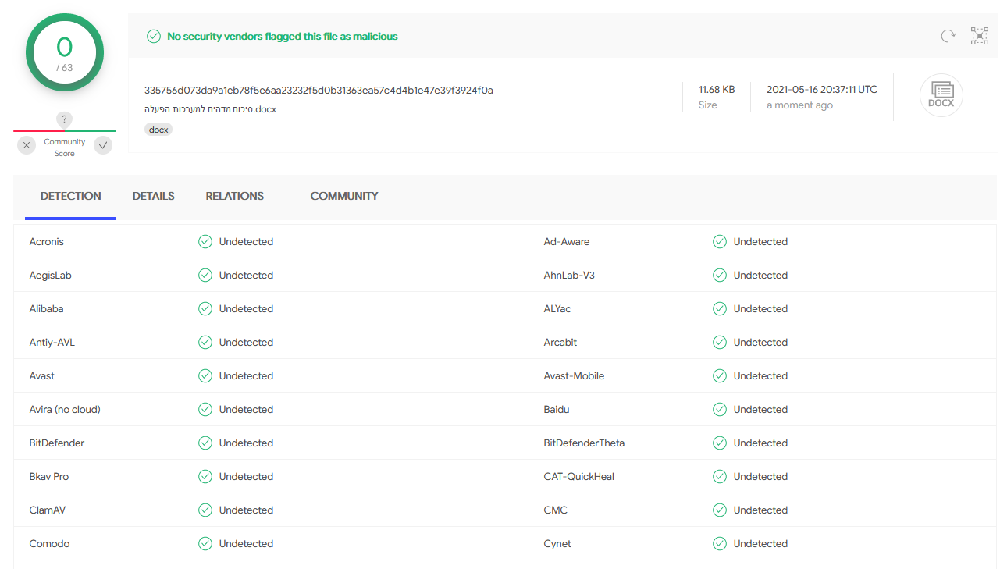 0
/ 63
?
Community
Score
No security vendors flagged this file as malicious
335756d073da9a1eb78f5e6aa23232f5d0b31363ea57c4d4b1e47e39f3924f0a
סיכום מדהים למערכות הפעלה.docx
docx
11.68 KB
Size
2021-05-16 20:37:11 UTC
a moment ago
DOCX
DETECTION DETAILS RELATIONS COMMUNITY
Acronis Undetected Ad-Aware Undetected
AegisLab Undetected AhnLab-V3 Undetected
Alibaba Undetected ALYac Undetected
Antiy-AVL Undetected Arcabit Undetected
Avast Undetected Avast-Mobile Undetected
Avira (no cloud) Undetected Baidu Undetected
BitDefender Undetected BitDefenderTheta Undetected
Bkav Pro Undetected CAT-QuickHeal Undetected
ClamAV Undetected CMC Undetected
Comodo Undetected Cynet Undetected